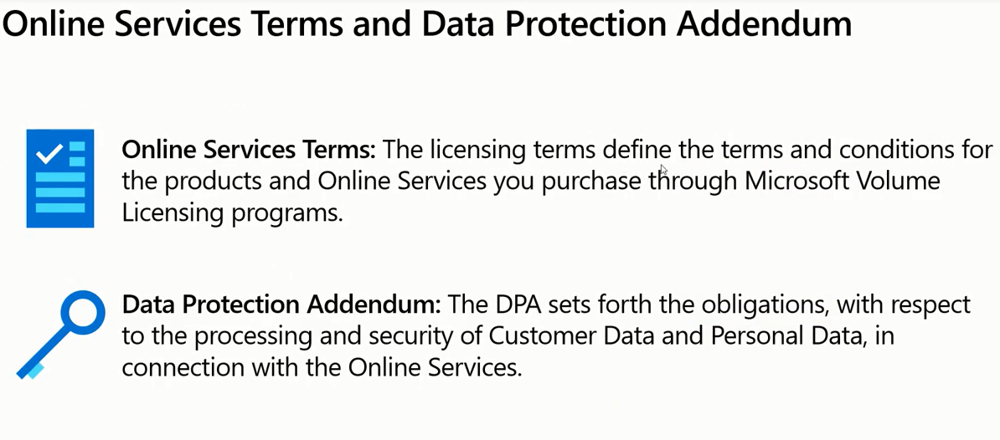 Online Services Terms and Data Protection Addendum
Online Services Terms: The licensing terms define the terms and conditions for
the products and Online Services you purchase through Microsoft Volume
Licensing programs.
Data Protection Addendum: The DPA sets forth the obligations, with respect
to the processing and security of Customer Data and Personal Data, in
connection with the Online Services.